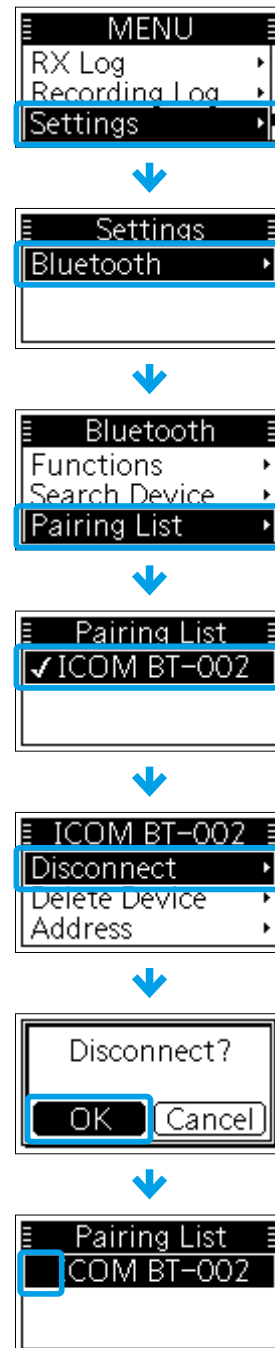 MENU
RX Log
Recording Log
Settings
Settings
Bluetooth
Bluetooth
Functions
Search Device
Pairing List
Pairing List
✓ICOM BT-002
ICOM BT-002
Disconnect
Delete Device
Address
Disconnect?
OK Cancel
Pairing List
COM BT-002